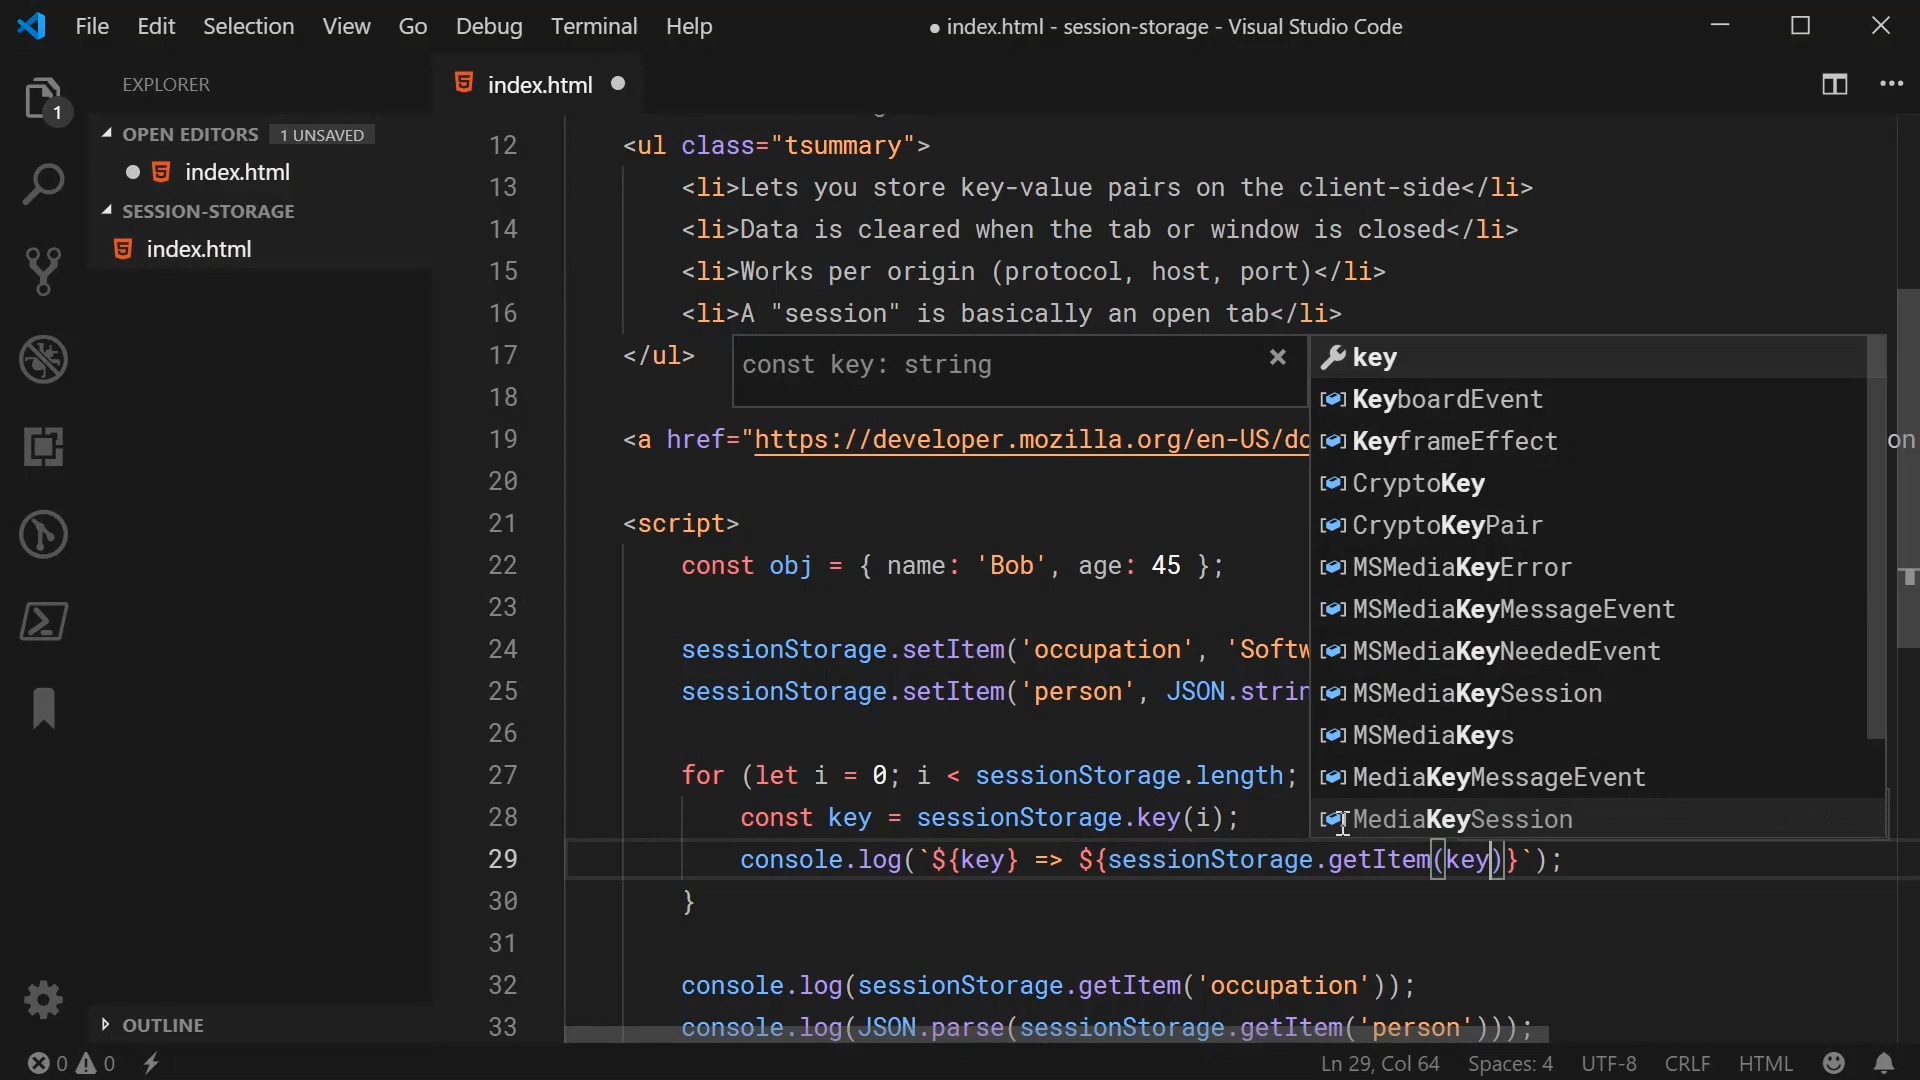 File Edit Selection View Go Debug Terminal Help
● index.html - session-storage - Visual Studio Code
1
EXPLORER
OPEN EDITORS 1 UNSAVED
index.html
SESSION-STORAGE
index.html
OUTLINE
index.html
12 <ul class="tsummary">
13 <li>Lets you store key-value pairs on the client-side</li>
14 <li>Data is cleared when the tab or window is closed</li>
15 <li>Works per origin (protocol, host, port)</li>
16 <li>A "session" is basically an open tab</li>
17 </ul>
18
19 <a href="https://developer.mozilla.org/en-US/do
on
20
21 <script>
22 const obj = { name: 'Bob', age: 45 };
23
24 sessionStorage.setItem('occupation', 'Softw
25 sessionStorage.setItem('person', JSON.strin
26
27 for (let i = 0; i < sessionStorage.length;
28 const key = sessionStorage.key(i);
29 console.log(`${key} => ${sessionStorage.getItem(key)}`);
30 }
31
32 console.log(sessionStorage.getItem('occupation'));
33 console.log(JSON.parse(sessionStorage.getItem('person')));
const key: string
key
KeyboardEvent
KeyframeEffect
CryptoKey
CryptoKeyPair
MSMediaKeyError
MSMediaKeyMessageEvent
MSMediaKeyNeededEvent
MSMediaKeySession
MSMediaKeys
MediaKeyMessageEvent
MediaKeySession
0 0
Ln 29, Col 64 Spaces: 4 UTF-8 CRLF HTML